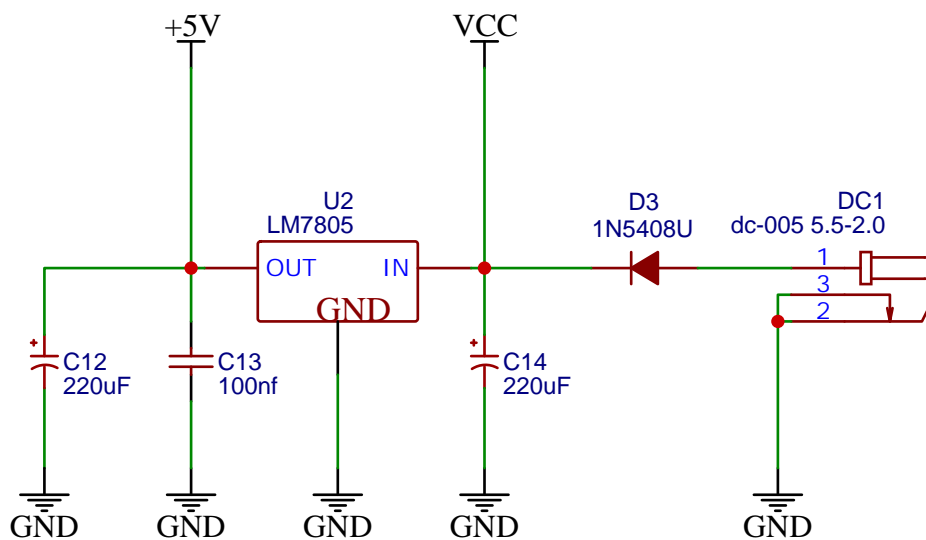 +5V
VCC
U2
LM7805
D3
1N5408U
DC1
dc-005 5.5-2.0
OUT
IN
GND
1
3
2
+
C12
220uF
C13
100nf
+
C14
220uF
GND
GND
GND
GND
GND